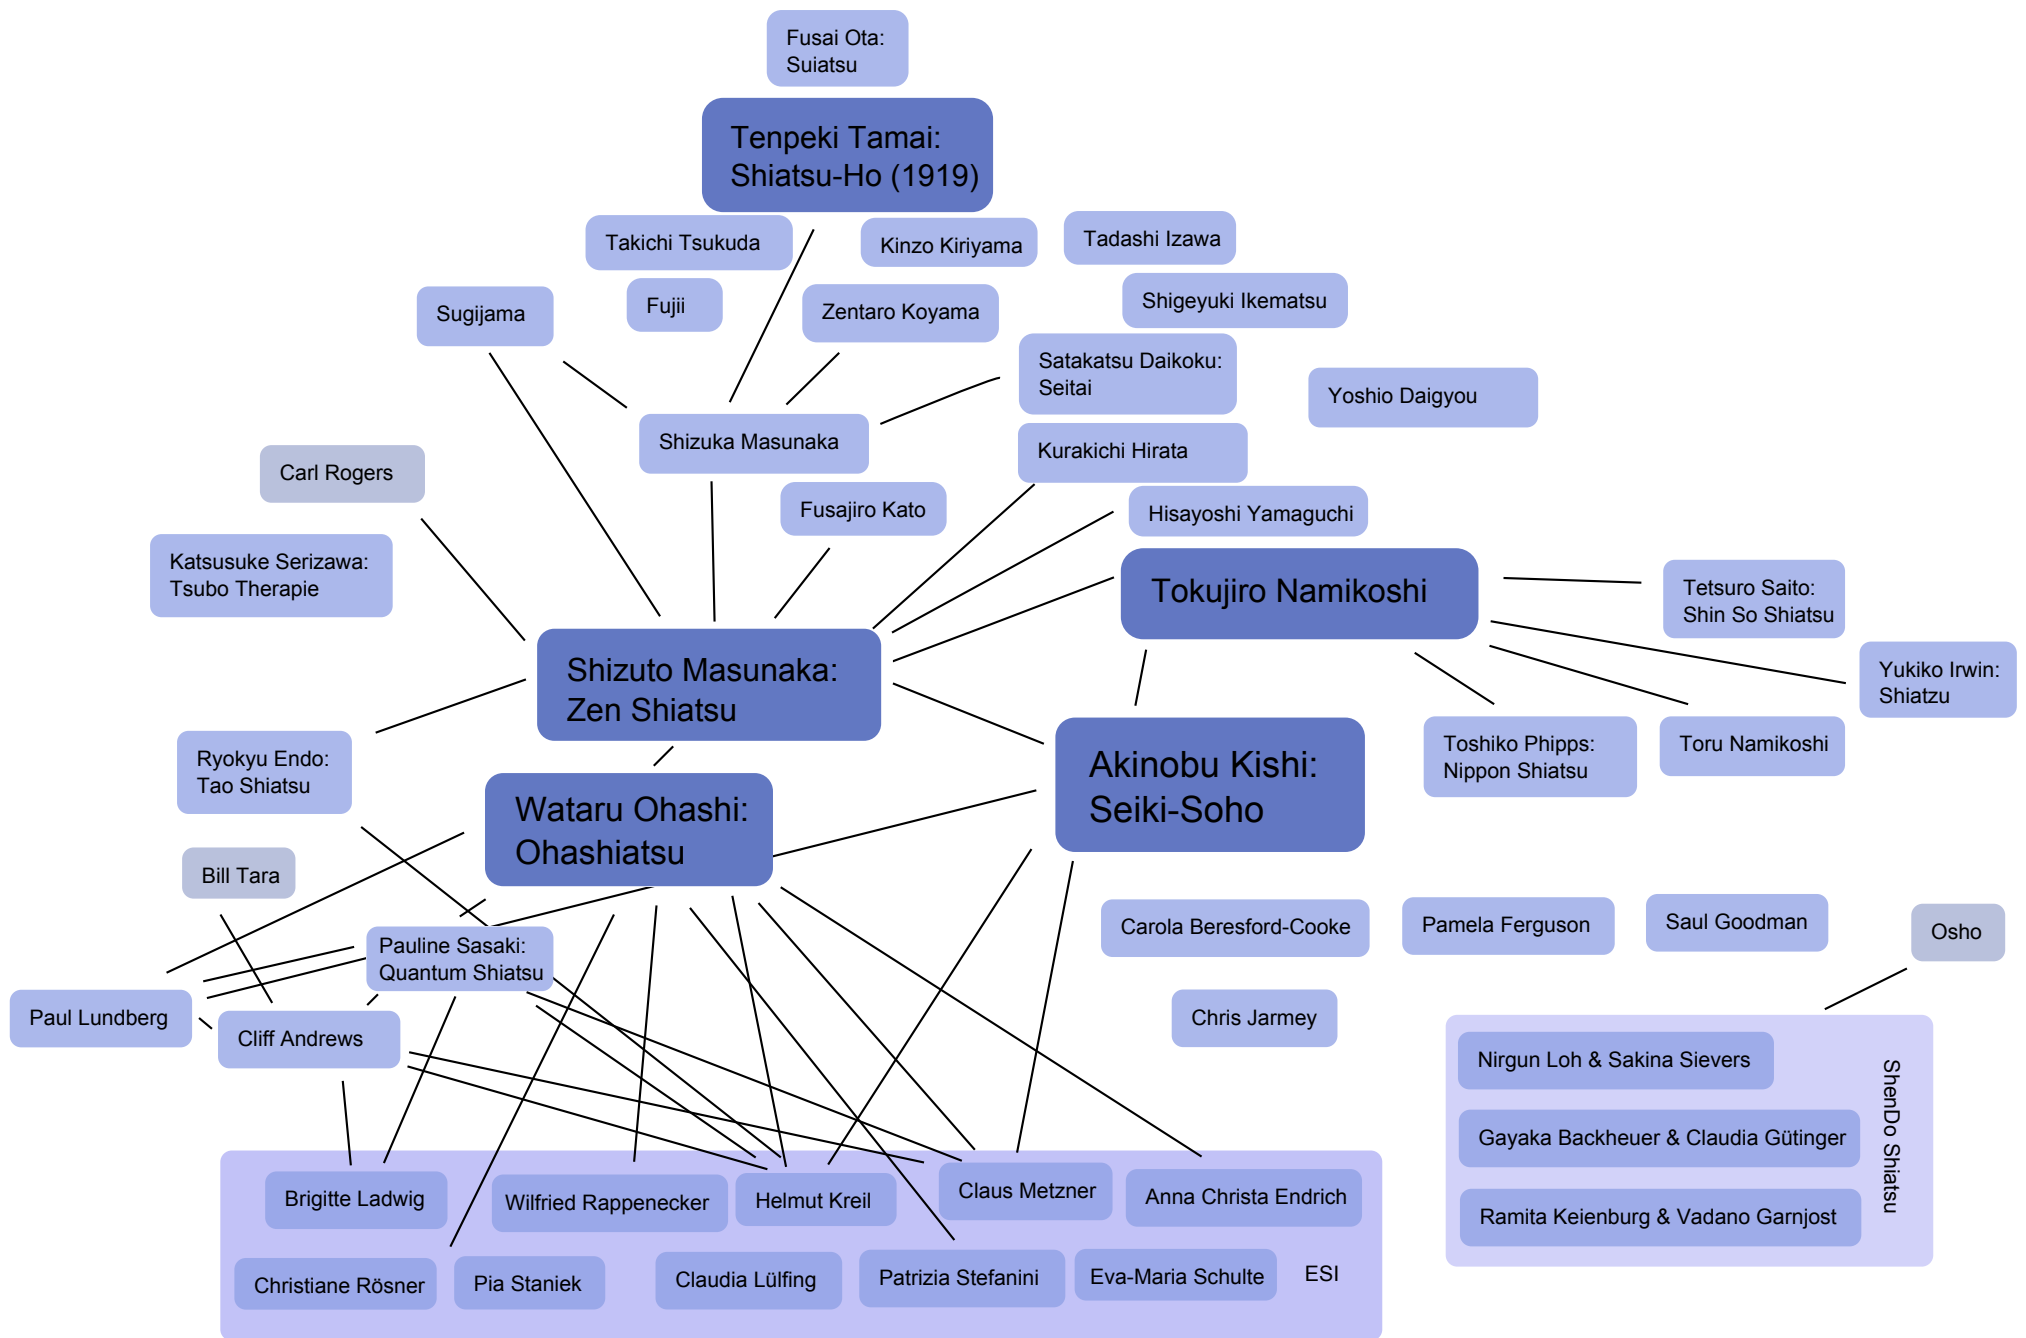 Fusai Ota:
Suiatsu
Tenpeki Tamai:
Shiatsu-Ho (1919)
Takichi Tsukuda
Kinzo Kiriyama
Tadashi Izawa
Sugijama
Fujii
Zentaro Koyama
Shigeyuki Ikematsu
Satakatsu Daikoku:
Seitai
Yoshio Daigyou
Shizuka Masunaka
Kurakichi Hirata
Carl Rogers
Fusajiro Kato
Hisayoshi Yamaguchi
Katsusuke Serizawa:
Tsubo Therapie
Tokujiro Namikoshi
Tetsuro Saito:
Shin So Shiatsu
Shizuto Masunaka:
Zen Shiatsu
Yukiko Irwin:
Shiatzu
Ryokyu Endo:
Tao Shiatsu
Akinobu Kishi:
Seiki-Soho
Toshiko Phipps:
Nippon Shiatsu
Toru Namikoshi
Wataru Ohashi:
Ohashiatsu
Bill Tara
Carola Beresford-Cooke
Pamela Ferguson
Saul Goodman
Osho
Pauline Sasaki:
Quantum Shiatsu
Paul Lundberg
Cliff Andrews
Chris Jarmey
Nirgun Loh & Sakina Sievers
Gayaka Backheuer & Claudia Gütinger
Ramita Keienburg & Vadano Garnjost
ShenDo Shiatsu
Brigitte Ladwig
Wilfried Rappenecker
Helmut Kreil
Claus Metzner
Anna Christa Endrich
Christiane Rösner
Pia Staniek
Claudia Lülfing
Patrizia Stefanini
Eva-Maria Schulte
ESI